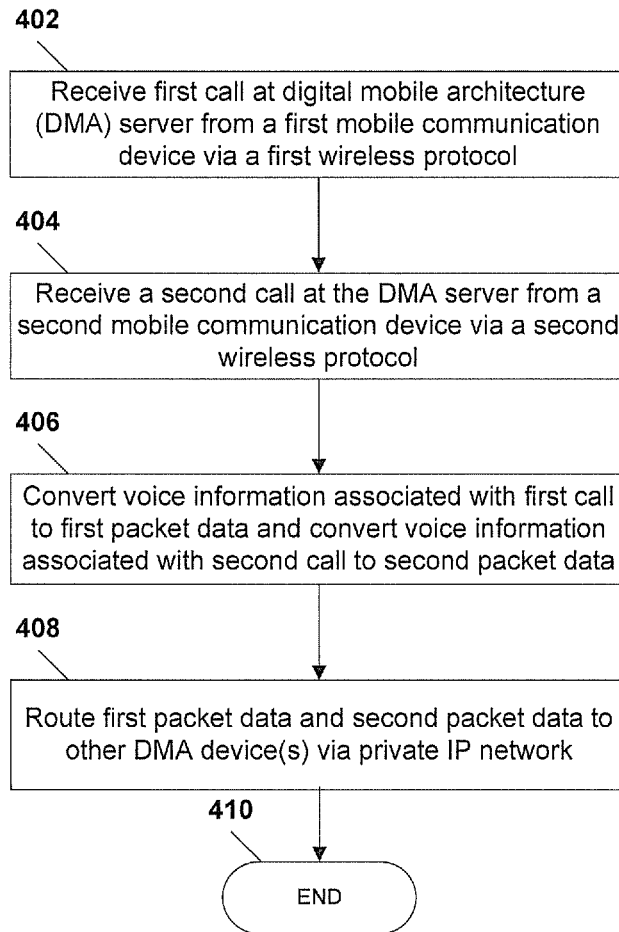 402
Receive first call at digital mobile architecture
(DMA) server from a first mobile communication
device via a first wireless protocol
404
Receive a second call at the DMA server from a
second mobile communication device via a second
wireless protocol
406
Convert voice information associated with first call
to first packet data and convert voice information
associated with second call to second packet data
408
Route first packet data and second packet data to
other DMA device(s) via private IP network
410
END